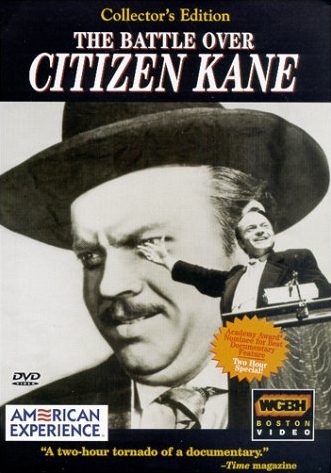 Collector's Edition
THE BATTLE OVER
CITIZEN KANE
Academy Award®
Nominee for Best
Documentary
Feature
Two Hour
Special!
DVD
VIDEO
AMERICAN
EXPERIENCE®
WGBH
BOSTON
VIDEO
"A two-hour tornado of a documentary."
–Time magazine